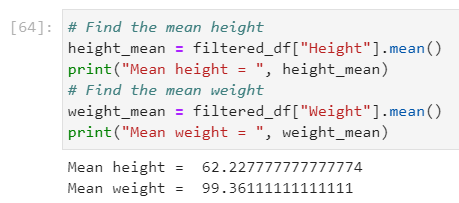 [64]: # Find the mean height
height_mean = filtered_df["Height"].mean()
print("Mean height = ", height_mean)
# Find the mean weight
weight_mean = filtered_df["Weight"].mean()
print("Mean weight = ", weight_mean)
Mean height =  62.227777777777774
Mean weight =  99.36111111111111